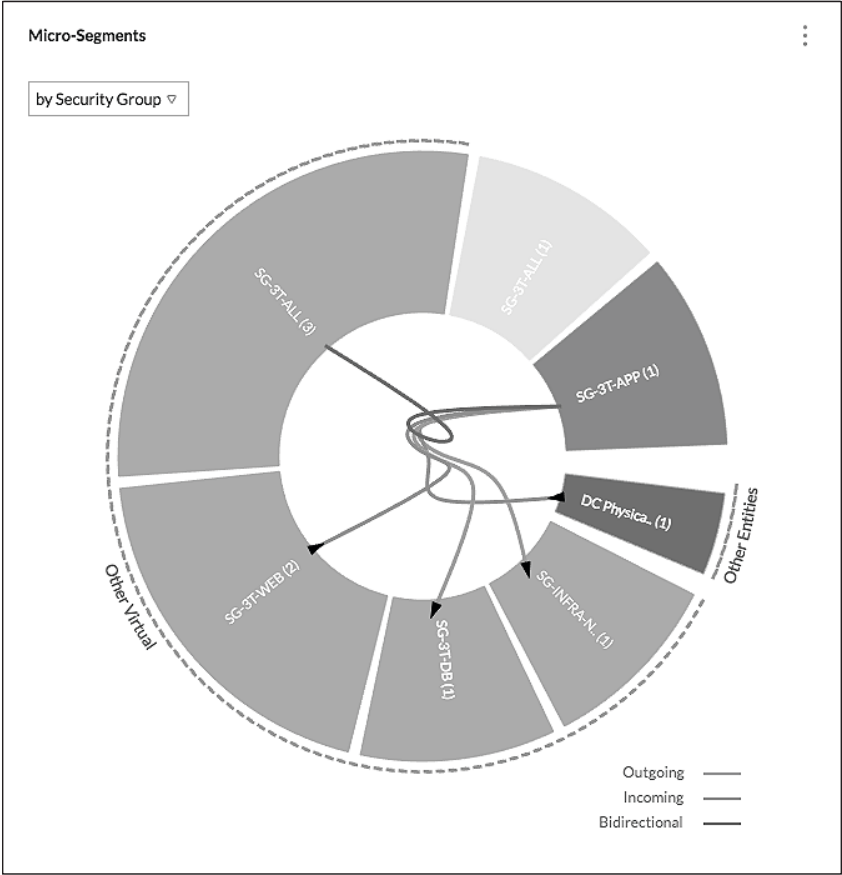 Micro-Segments
by Security Group
SG-3T-ALL (3)
SG-3T-ALL (1)
SG-3T-APP (1)
DC Physica.. (1)
Other Entities
SG-INFRA-N.. (1)
SG-3T-DB (1)
SG-3T-WEB (2)
Other Virtual
Outgoing
Incoming
Bidirectional